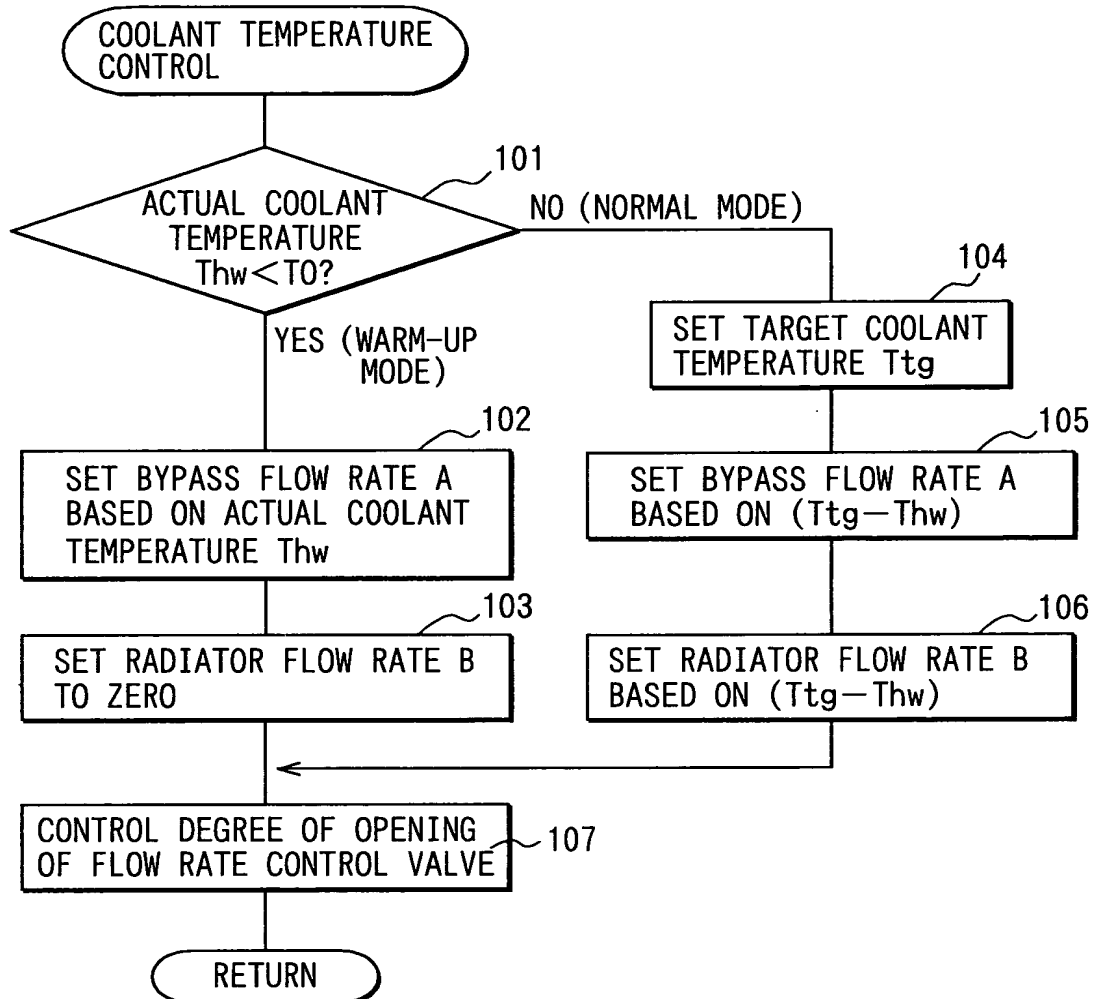 COOLANT TEMPERATURE
CONTROL
101
ACTUAL COOLANT
TEMPERATURE
Thw<T0?
NO (NORMAL MODE)
YES (WARM-UP
MODE)
104
SET TARGET COOLANT
TEMPERATURE Ttg
102
SET BYPASS FLOW RATE A
BASED ON ACTUAL COOLANT
TEMPERATURE Thw
105
SET BYPASS FLOW RATE A
BASED ON (Ttg-Thw)
103
SET RADIATOR FLOW RATE B
TO ZERO
106
SET RADIATOR FLOW RATE B
BASED ON (Ttg-Thw)
CONTROL DEGREE OF OPENING
OF FLOW RATE CONTROL VALVE
107
RETURN